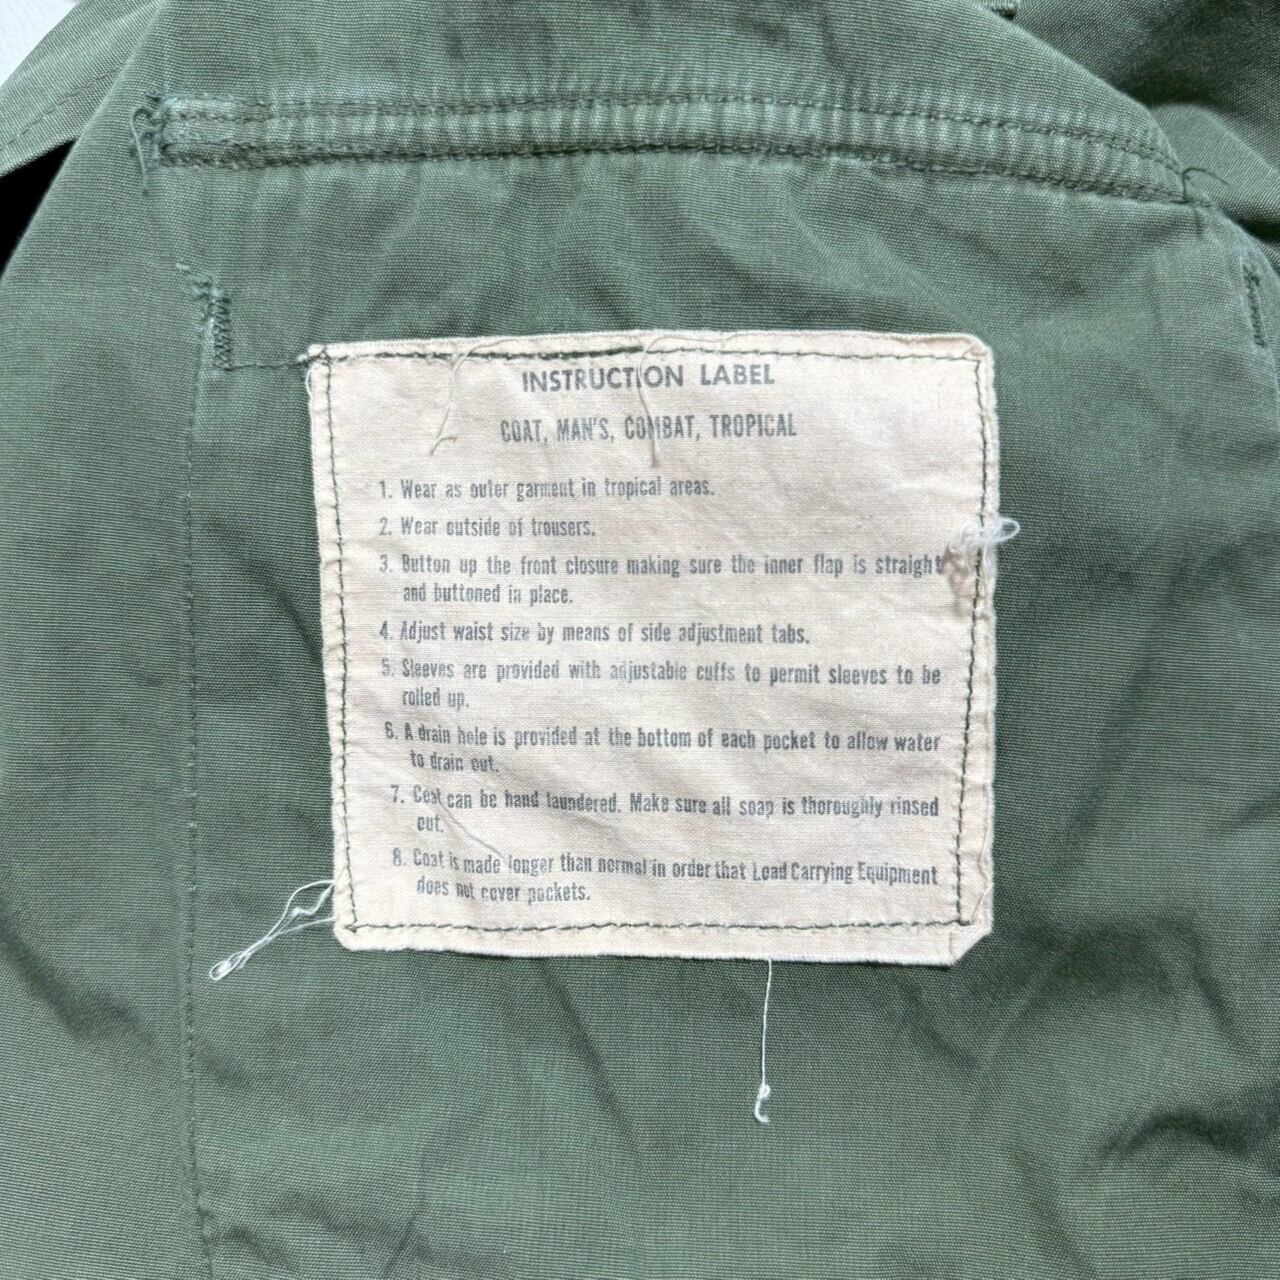 INSTRUCTION LABEL
COAT, MAN'S, COMBAT, TROPICAL
1. Wear as outer garment in tropical areas.
2. Wear outside of trousers.
3. Button up the front closure making sure the inner flap is straight
and buttoned in place.
4. Adjust waist size by means of side adjustment tabs.
5. Sleeves are provided with adjustable cuffs to permit sleeves to be
rolled up.
6. A drain hole is provided at the bottom of each pocket to allow water
to drain out.
7. Coat can be hand laundered. Make sure all soap is thoroughly rinsed
out.
8. Coat is made longer than normal in order that Load Carrying Equipment
does not cover pockets.